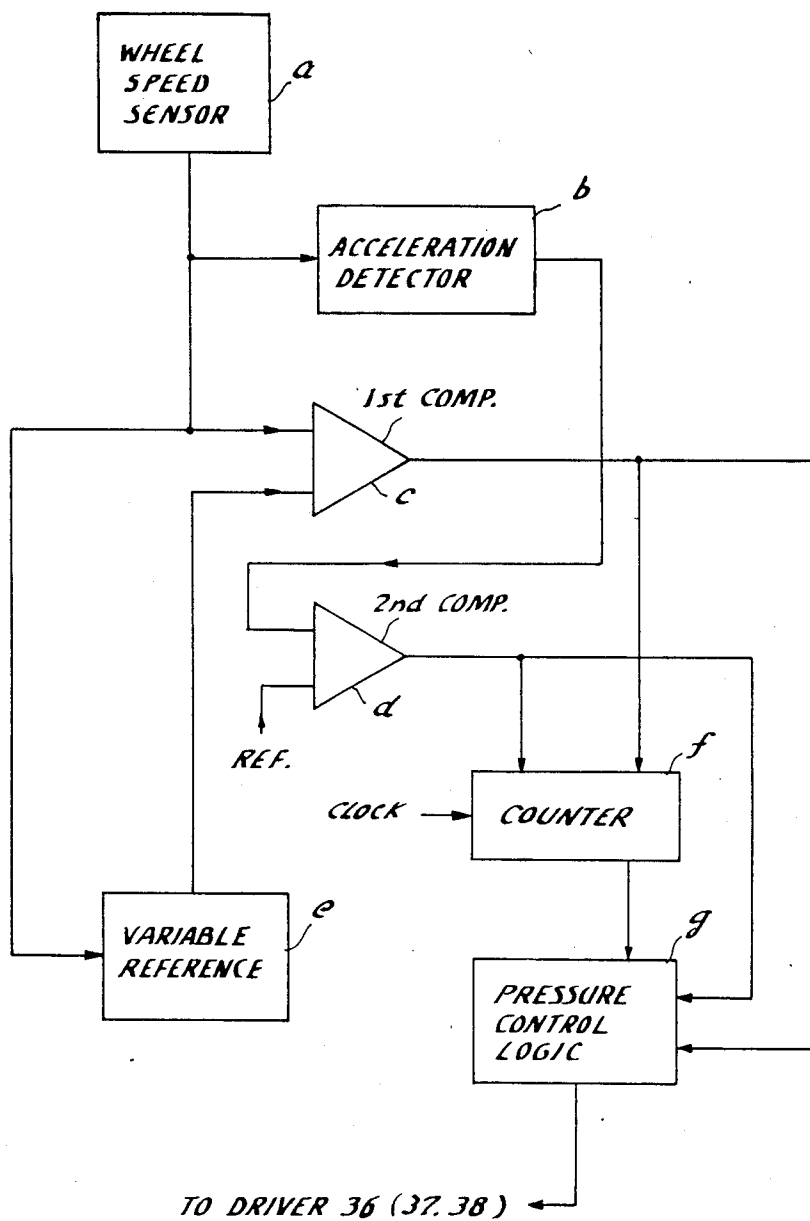 WHEEL
SPEED
SENSOR
a
b
ACCELERATION
DETECTOR
1st COMP.
c
2nd COMP.
d
REF.
f
CLOCK
COUNTER
e
VARIABLE
REFERENCE
g
PRESSURE
CONTROL
LOGIC
TO DRIVER 36 (37.38)